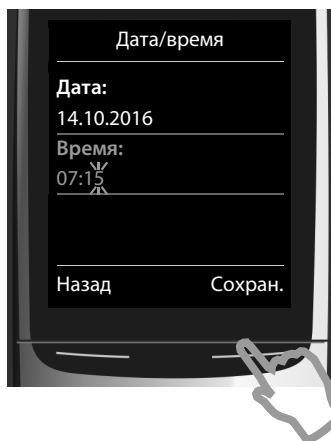 Дата/время
Дата:
14.10.2016
Время:
07:15
Назад Сохран.